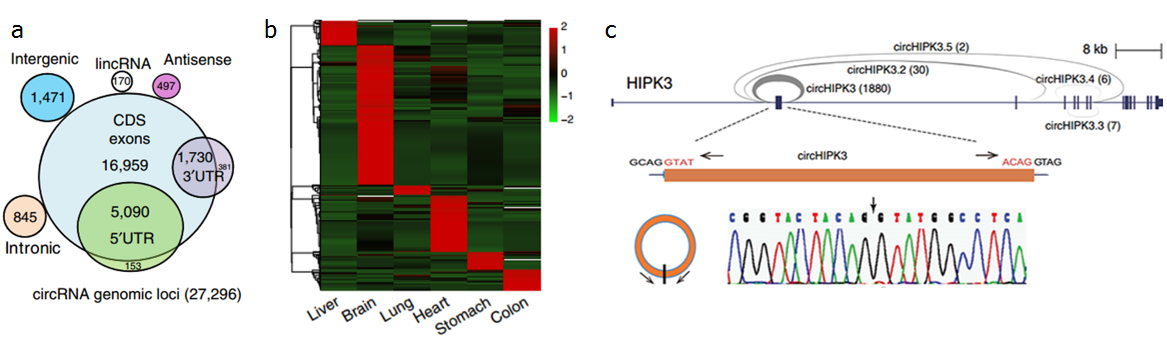 a
Intergenic
lincRNA
Antisense
1,471
170
497
CDS
exons
16,959
1,730
381
3′UTR
845
Intronic
5,090
5′UTR
153
circRNA genomic loci (27,296)
b
2
1
0
−1
−2
Liver
Brain
Lung
Heart
Stomach
Colon
c
circHIPK3.5 (2)
8 kb
circHIPK3.2 (30)
HIPK3
circHIPK3.4 (6)
circHIPK3 (1880)
circHIPK3.3 (7)
GCAG GTAT
circHIPK3
ACAG GTAG
C G G T A C T A C A G G T A T G G C C T C A